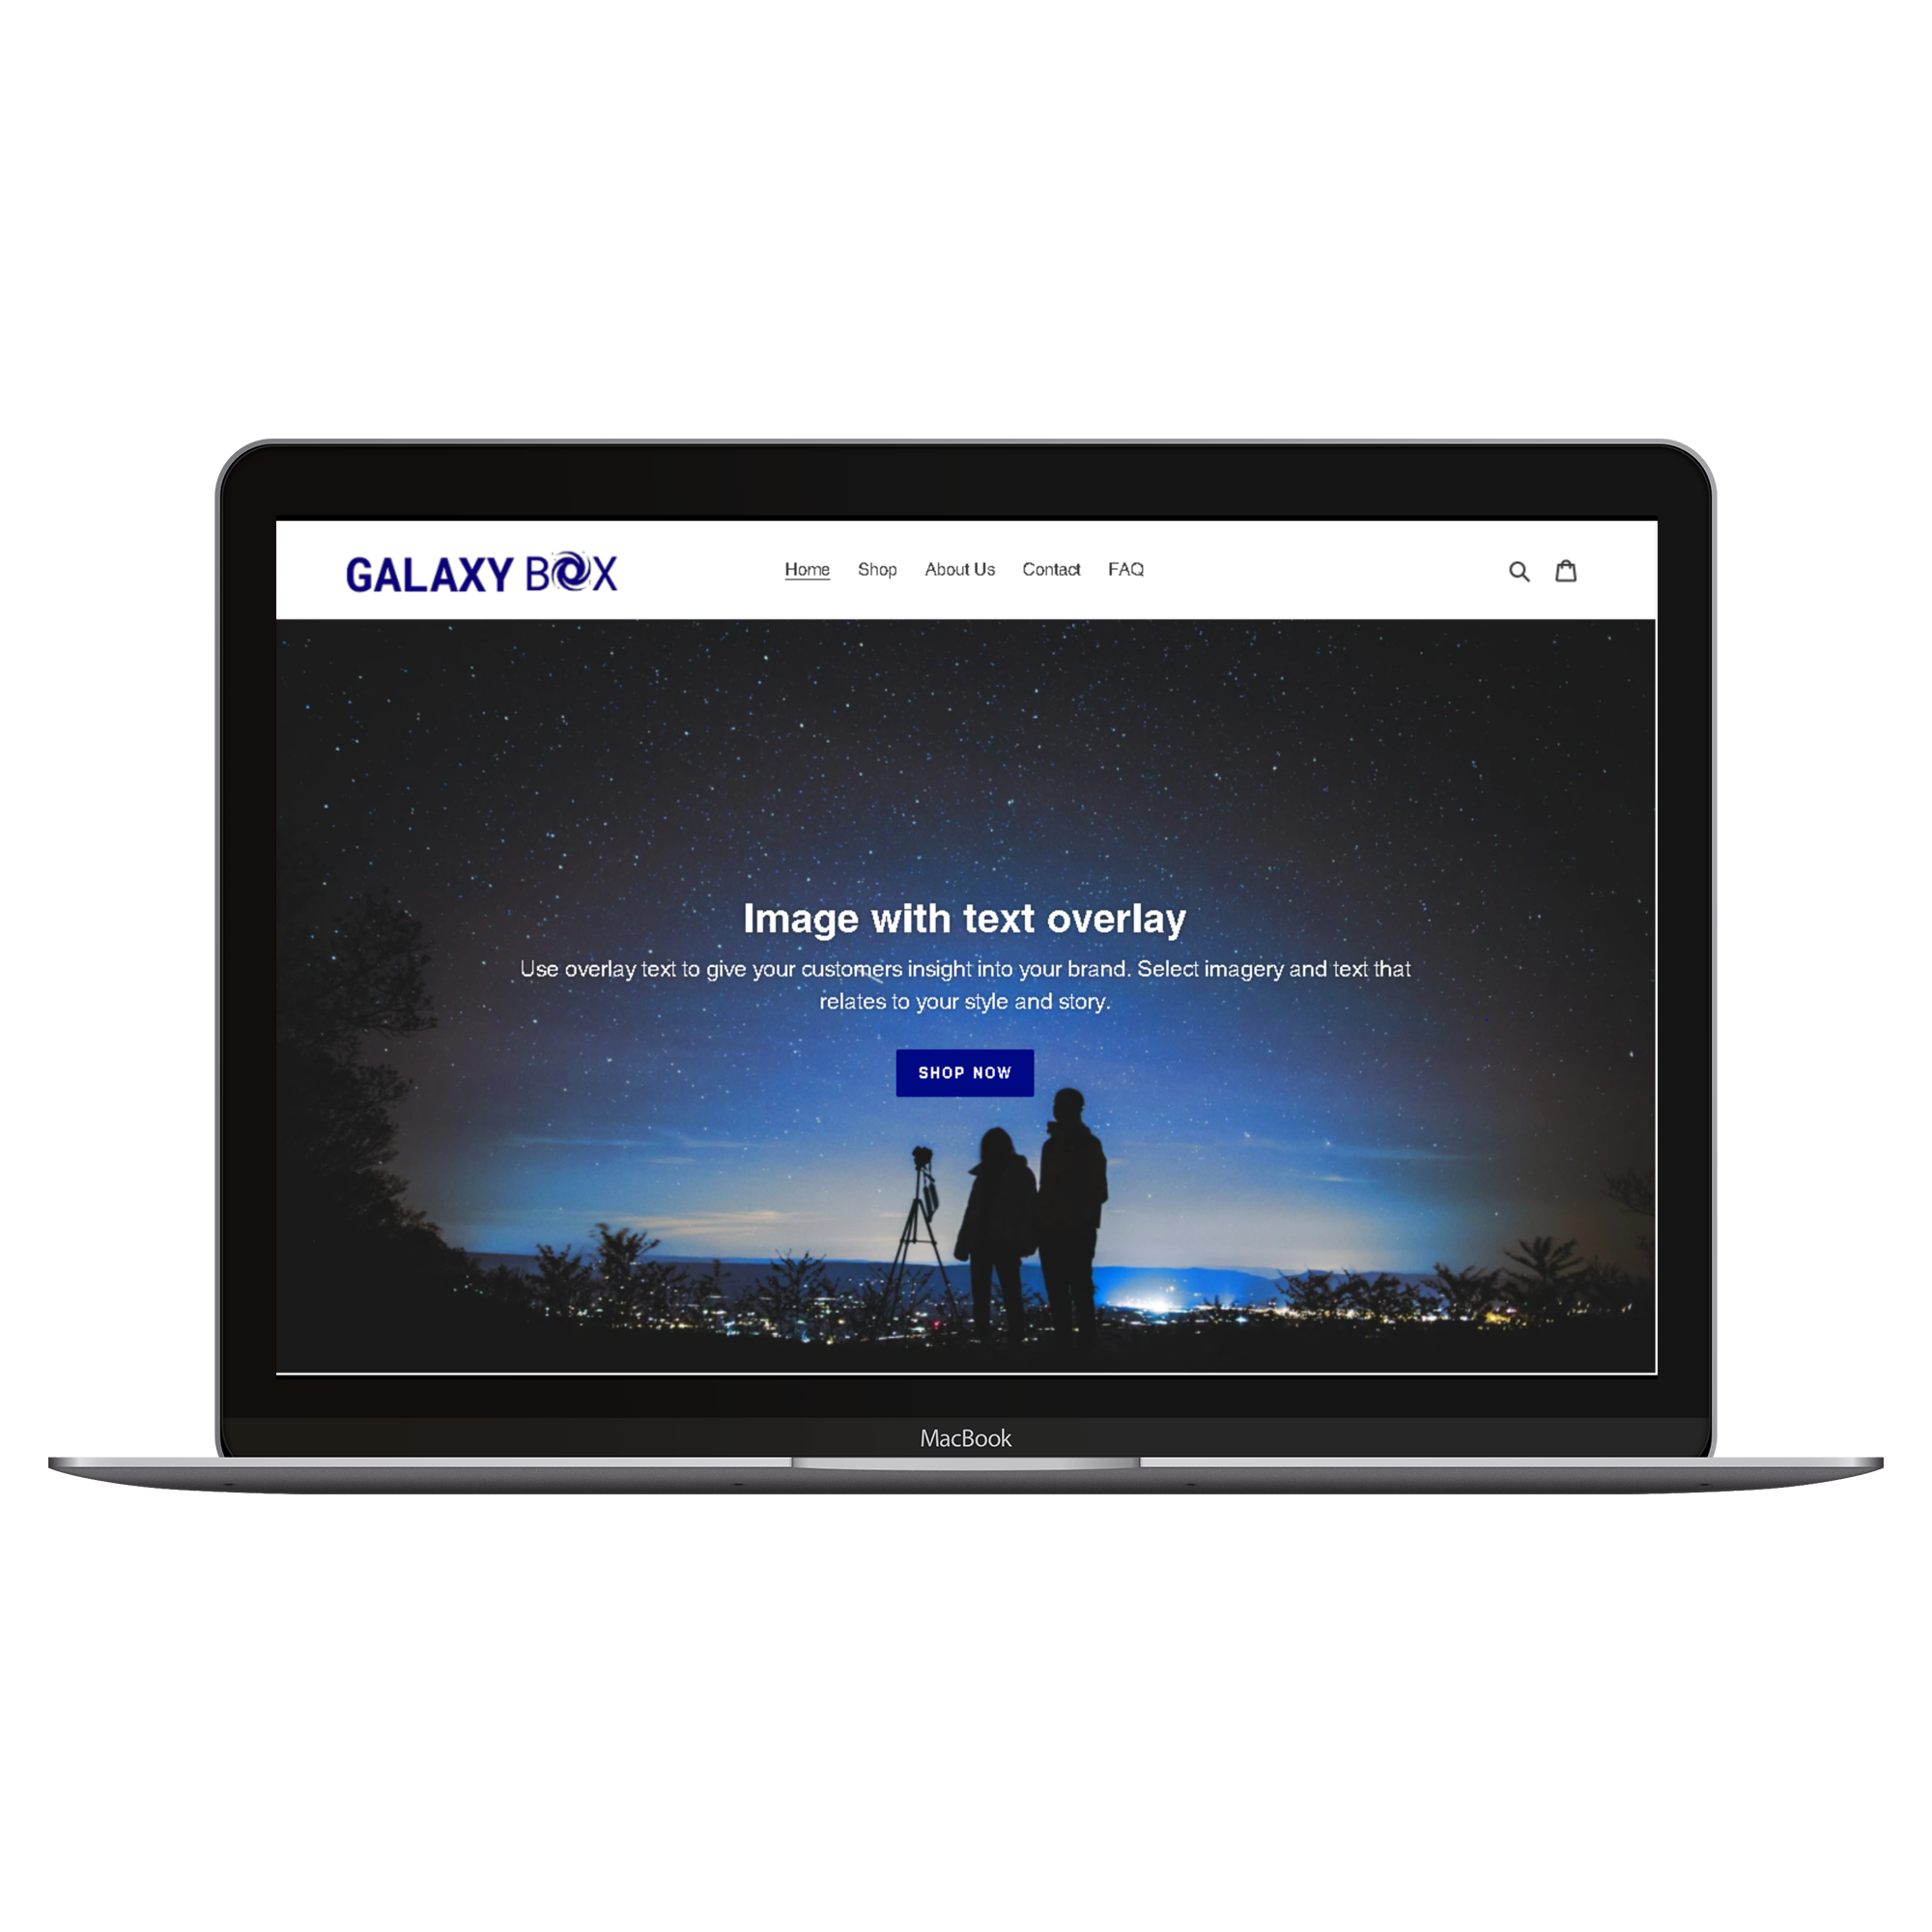 GALAXY BOX
Home Shop About Us Contact FAQ
Image with text overlay
Use overlay text to give your customers insight into your brand. Select imagery and text that
relates to your style and story.
SHOP NOW
MacBook